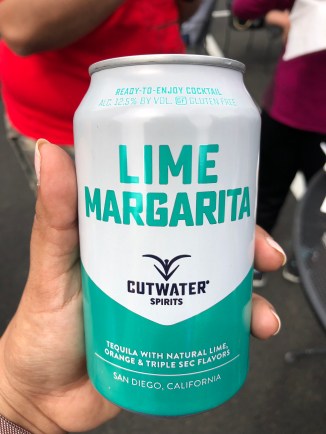 READY-TO-ENJOY COCKTAIL
ALC. 12.5% BY VOL. GF GLUTEN FREE
LIME
MARGARITA
CUTWATER®
SPIRITS
TEQUILA WITH NATURAL LIME,
ORANGE & TRIPLE SEC FLAVORS
SAN DIEGO, CALIFORNIA